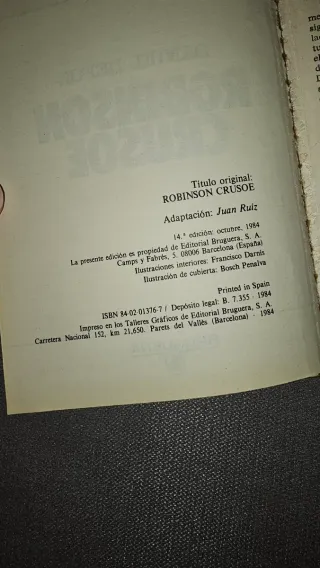 Título original:
ROBINSON CRUSOE
Adaptación: Juan Ruiz
14.ª edición: octubre, 1984
La presente edición es propiedad de Editorial Bruguera, S. A.
Camps y Fabrés, 5. 08006 Barcelona (España)
Ilustraciones interiores: Francisco Darnís
Ilustración de cubierta: Bosch Penalva
Printed in Spain
ISBN 84-02-01376-7 / Depósito legal: B. 7.355 - 1984
Impreso en los Talleres Gráficos de Editorial Bruguera, S. A.
Carretera Nacional 152, km 21,650. Parets del Vallès (Barcelona) - 1984